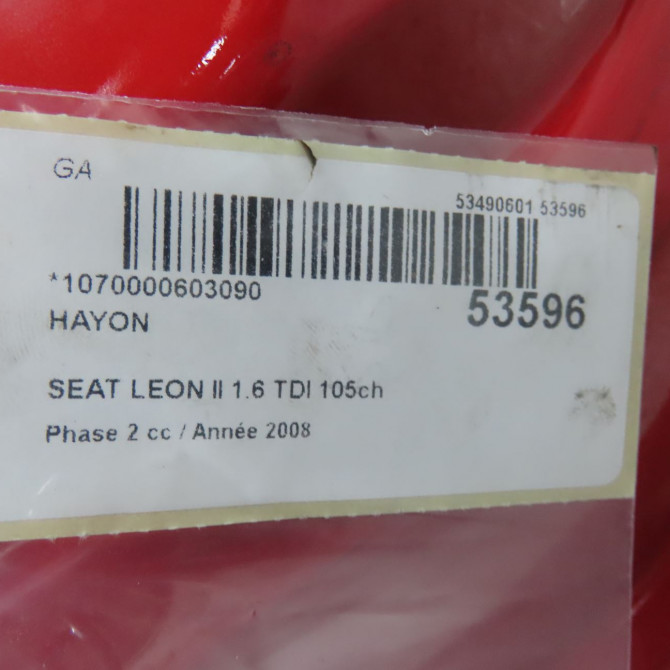 GA
53490601 53596
*1070000603090
53596
HAYON
SEAT LEON II 1.6 TDI 105ch
Phase 2 cc / Année 2008